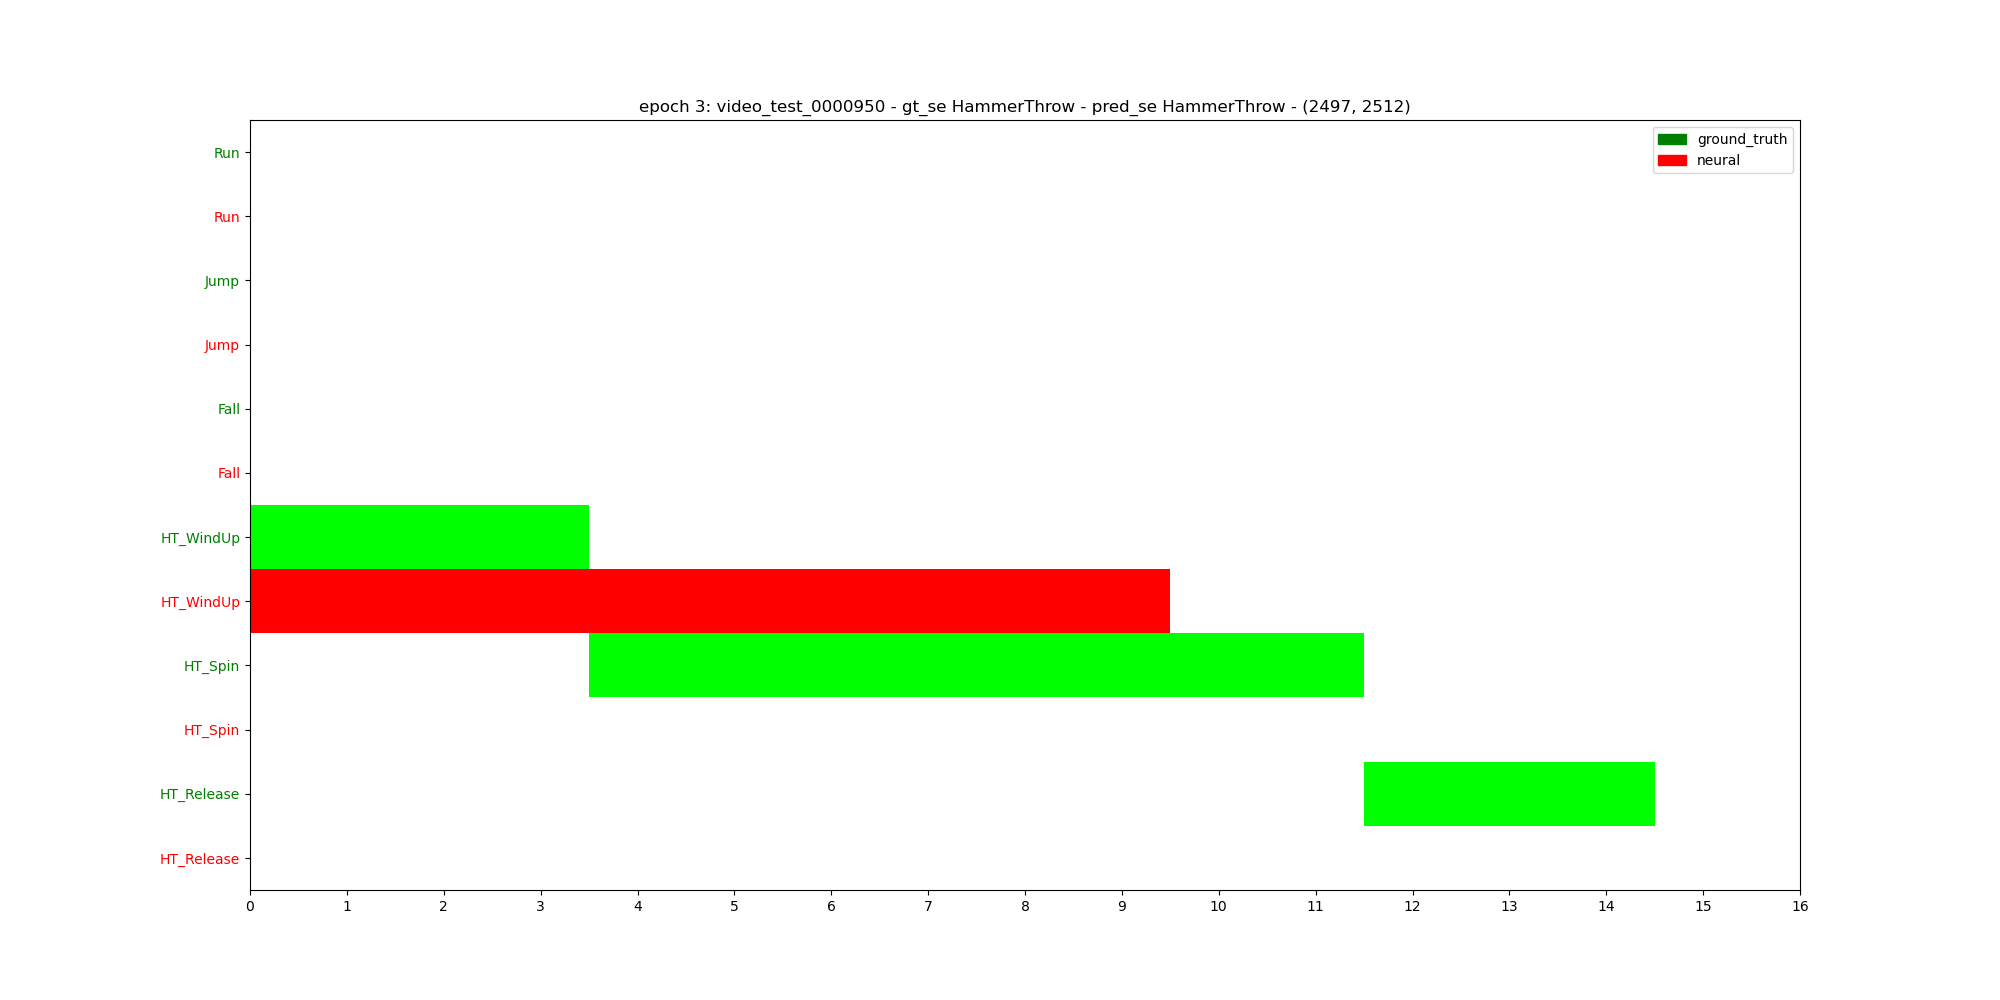 epoch 3: video_test_0000950 - gt_se HammerThrow - pred_se HammerThrow - (2497, 2512)
ground_truth
neural
Run
Run
Jump
Jump
Fall
Fall
HT_WindUp
HT_WindUp
HT_Spin
HT_Spin
HT_Release
HT_Release
0 1 2 3 4 5 6 7 8 9 10 11 12 13 14 15 16